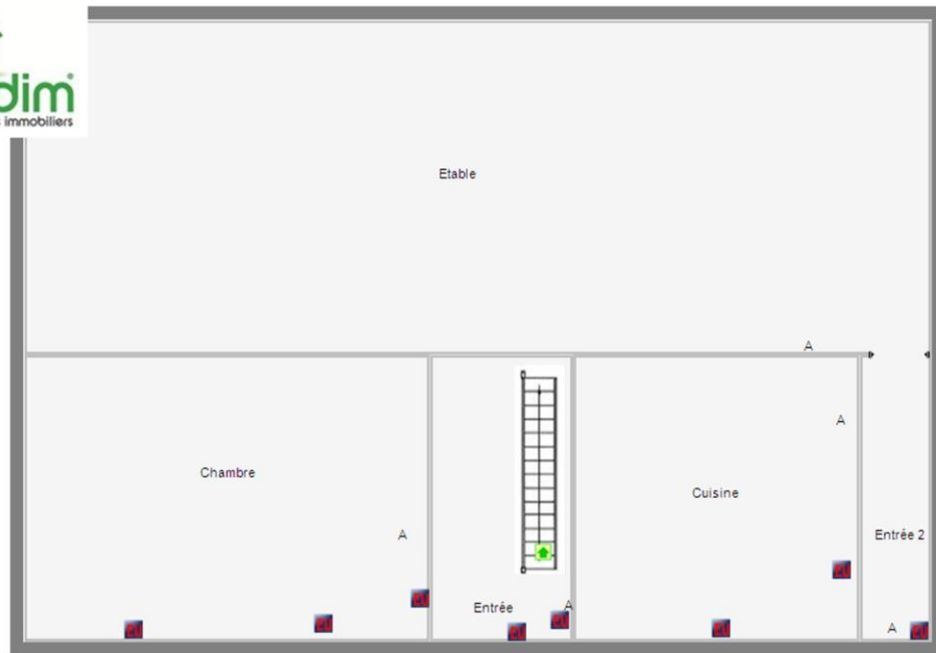 dim
immobiliers
Etable
A
A
Chambre
Cuisine
A
Entrée 2
Entrée
A
A